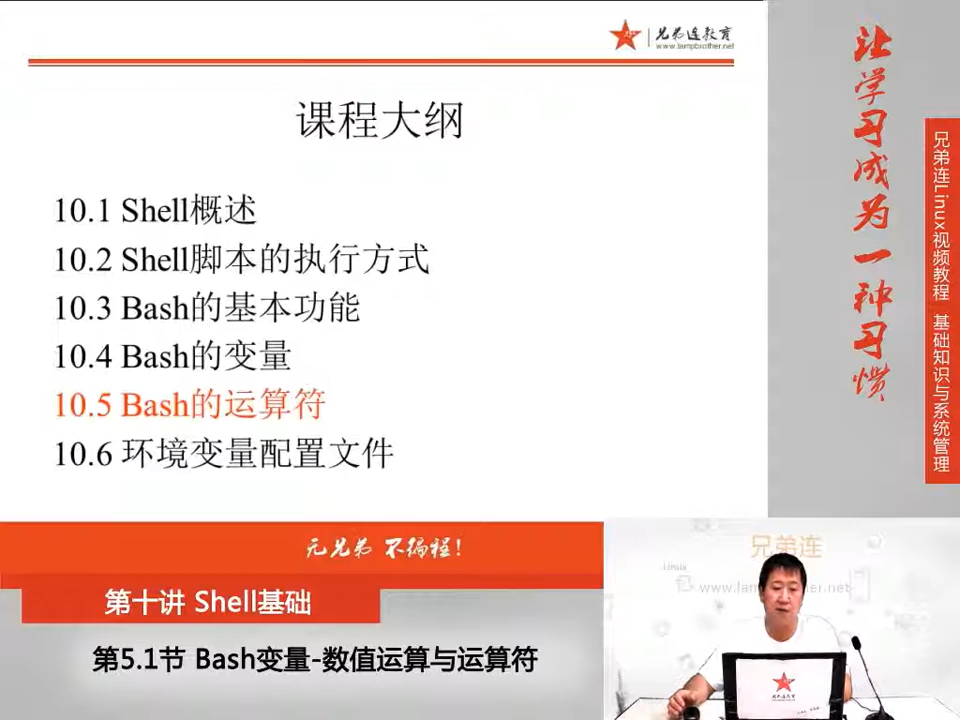 兄弟连教育
www.lampbrother.net
课程大纲
10.1 Shell概述
10.2 Shell脚本的执行方式
10.3 Bash的基本功能
10.4 Bash的变量
10.5 Bash的运算符
10.6 环境变量配置文件
让学习成为一种习惯
兄弟连Linux视频教程 基础知识与系统管理
无兄弟 不编程!
第十讲 Shell基础
第5.1节 Bash变量-数值运算与运算符
兄弟连
Linux